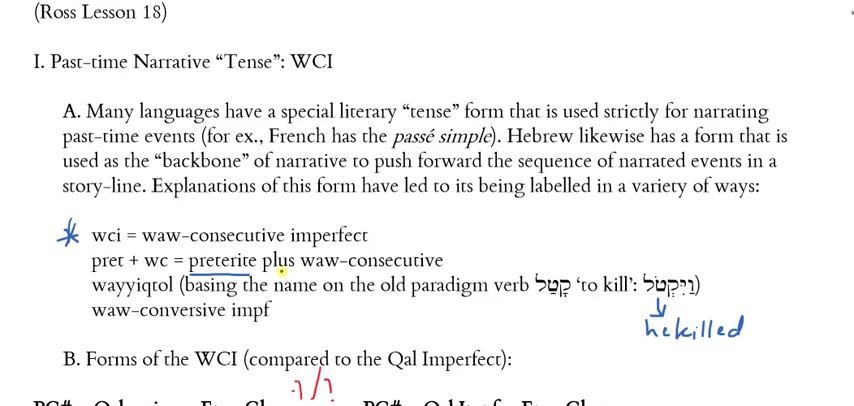 (Ross Lesson 18)
I. Past-time Narrative “Tense”: WCI
A. Many languages have a special literary “tense” form that is used strictly for narrating
past-time events (for ex., French has the passé simple). Hebrew likewise has a form that is
used as the “backbone” of narrative to push forward the sequence of narrated events in a
story-line. Explanations of this form have led to its being labelled in a variety of ways:
wci = waw-consecutive imperfect
pret + wc = preterite plus waw-consecutive
wayyiqtol (basing the name on the old paradigm verb קָטַל ‘to kill’: וַיִּקְטֹל)
waw-conversive impf
he killed
B. Forms of the WCI (compared to the Qal Imperfect):